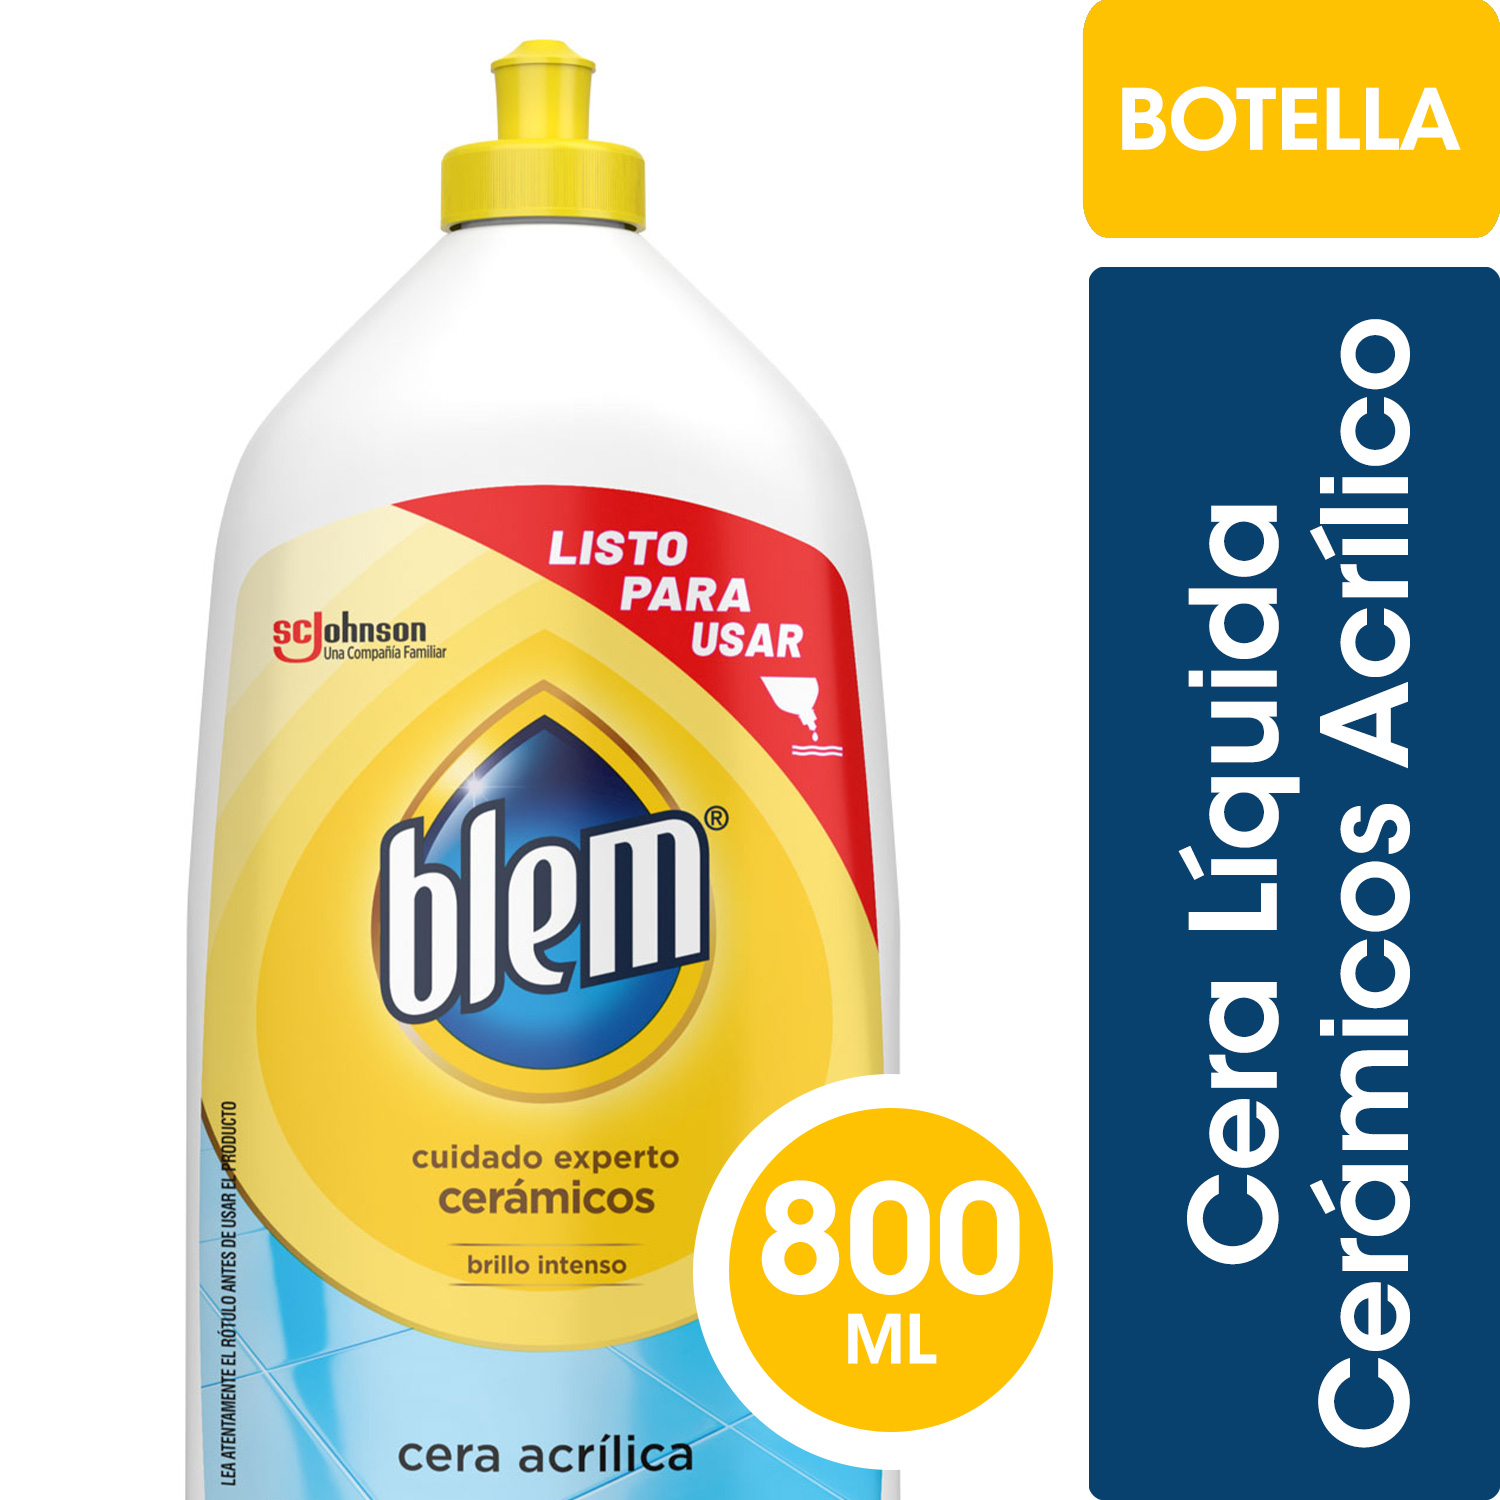 BOTELLA
Cera Líquida
Cerámicos Acrílico
LISTO
PARA
USAR
scJohnson
Una Compañía Familiar
blem®
cuidado experto
cerámicos
brillo intenso
cera acrílica
LEA ATENTAMENTE EL RÓTULO ANTES DE USAR EL PRODUCTO
800
ML